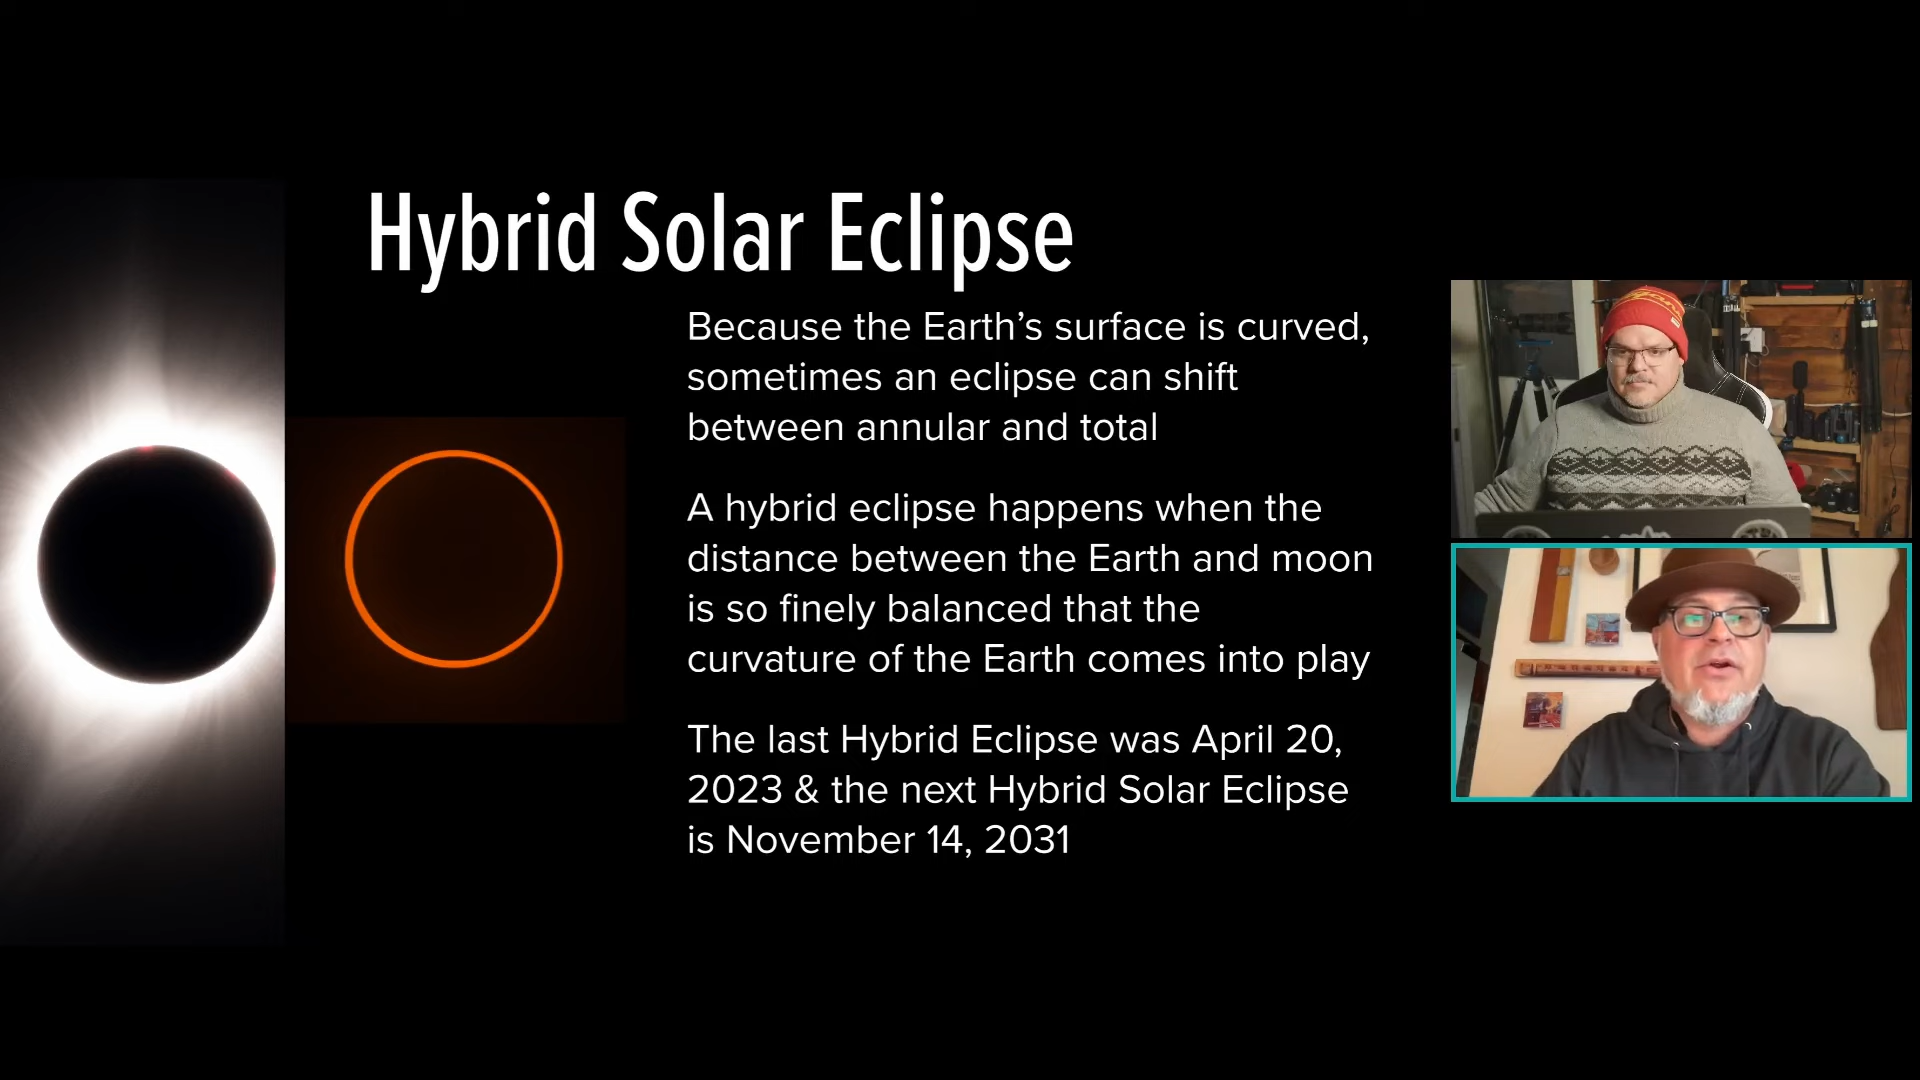 Hybrid Solar Eclipse
Because the Earth’s surface is curved,
sometimes an eclipse can shift
between annular and total
A hybrid eclipse happens when the
distance between the Earth and moon
is so finely balanced that the
curvature of the Earth comes into play
The last Hybrid Eclipse was April 20,
2023 & the next Hybrid Solar Eclipse
is November 14, 2031